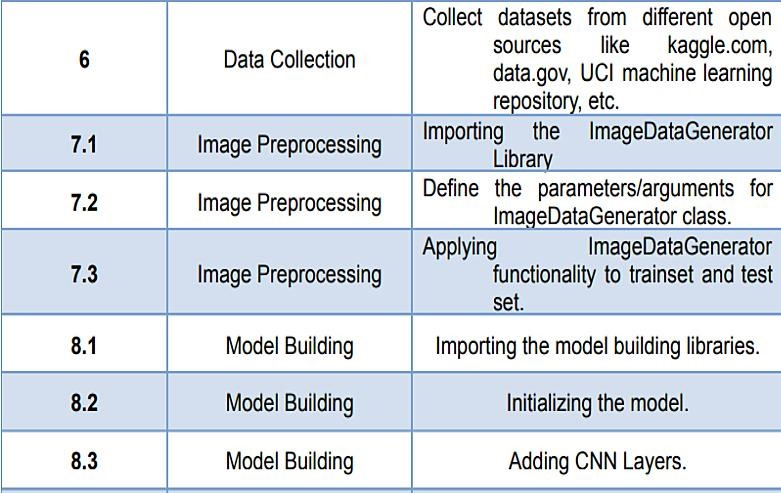 6
Data Collection
Collect datasets from different open
sources like kaggle.com,
data.gov, UCI machine learning
repository, etc.
7.1
Image Preprocessing
Importing the ImageDataGenerator
Library
7.2
Image Preprocessing
Define the parameters/arguments for
ImageDataGenerator class.
7.3
Image Preprocessing
Applying ImageDataGenerator
functionality to trainset and test
set.
8.1
Model Building
Importing the model building libraries.
8.2
Model Building
Initializing the model.
8.3
Model Building
Adding CNN Layers.